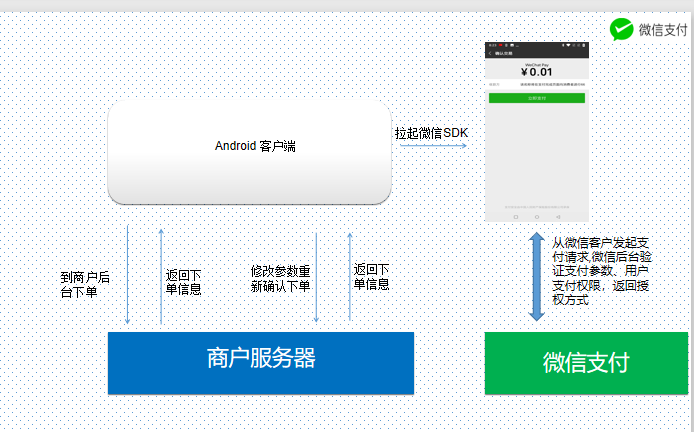 微信支付
确认交易
WeChat Pay
¥0.01
立即支付
Android 客户端
拉起微信SDK
到商户后
台下单
返回下
单信息
修改参数重
新确认下单
返回下
单信息
从微信客户发起支
付请求,微信后台验
证支付参数、用户
支付权限，返回授
权方式
商户服务器
微信支付